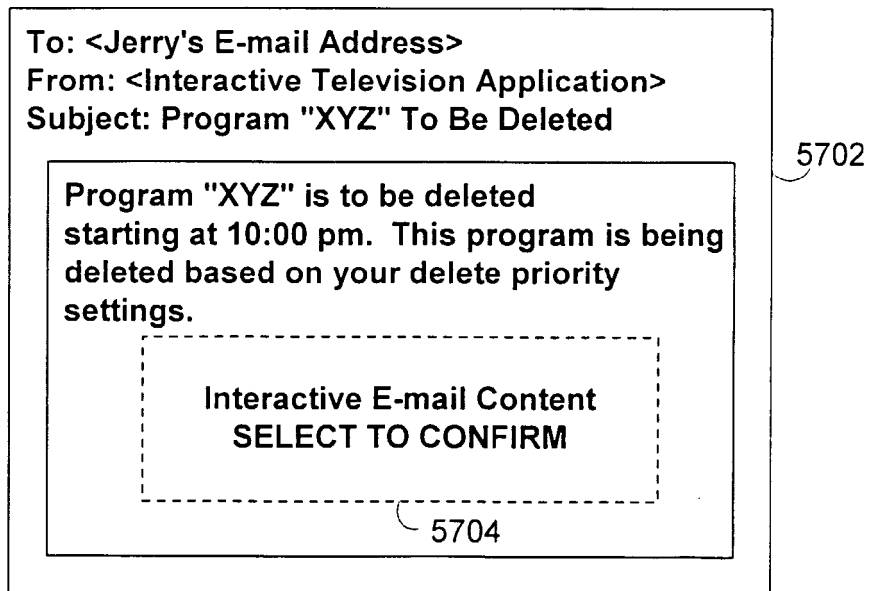 To: <Jerry's E-mail Address>
From: <Interactive Television Application>
Subject: Program "XYZ" To Be Deleted
5702
Program "XYZ" is to be deleted
starting at 10:00 pm. This program is being
deleted based on your delete priority
settings.
Interactive E-mail Content
SELECT TO CONFIRM
5704